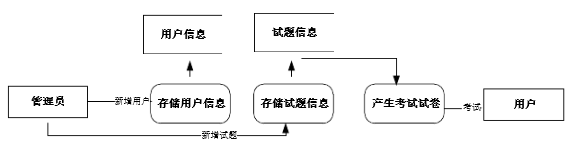 用户信息
试题信息
管理员
新增用户
存储用户信息
存储试题信息
产生考试试卷
考试
用户
新增试题